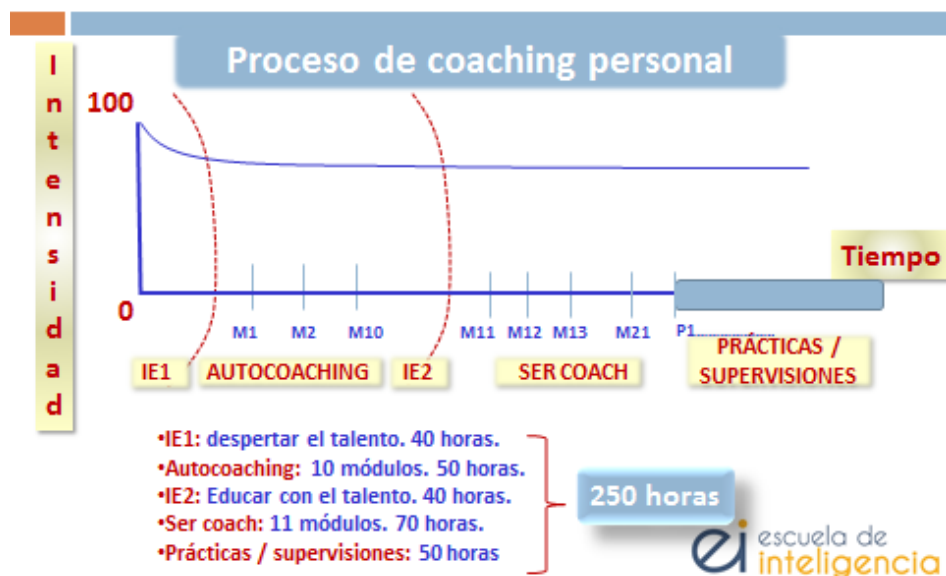 Proceso de coaching personal
Intensidad
100
0
Tiempo
M1 M2 M10 M11 M12 M13 M21 P1....................
IE1 AUTOCOACHING IE2 SER COACH PRÁCTICAS /
SUPERVISIONES
•IE1: despertar el talento. 40 horas.
•Autocoaching: 10 módulos. 50 horas.
•IE2: Educar con el talento. 40 horas.
•Ser coach: 11 módulos. 70 horas.
•Prácticas / supervisiones: 50 horas
250 horas
ei escuela de
inteligencia